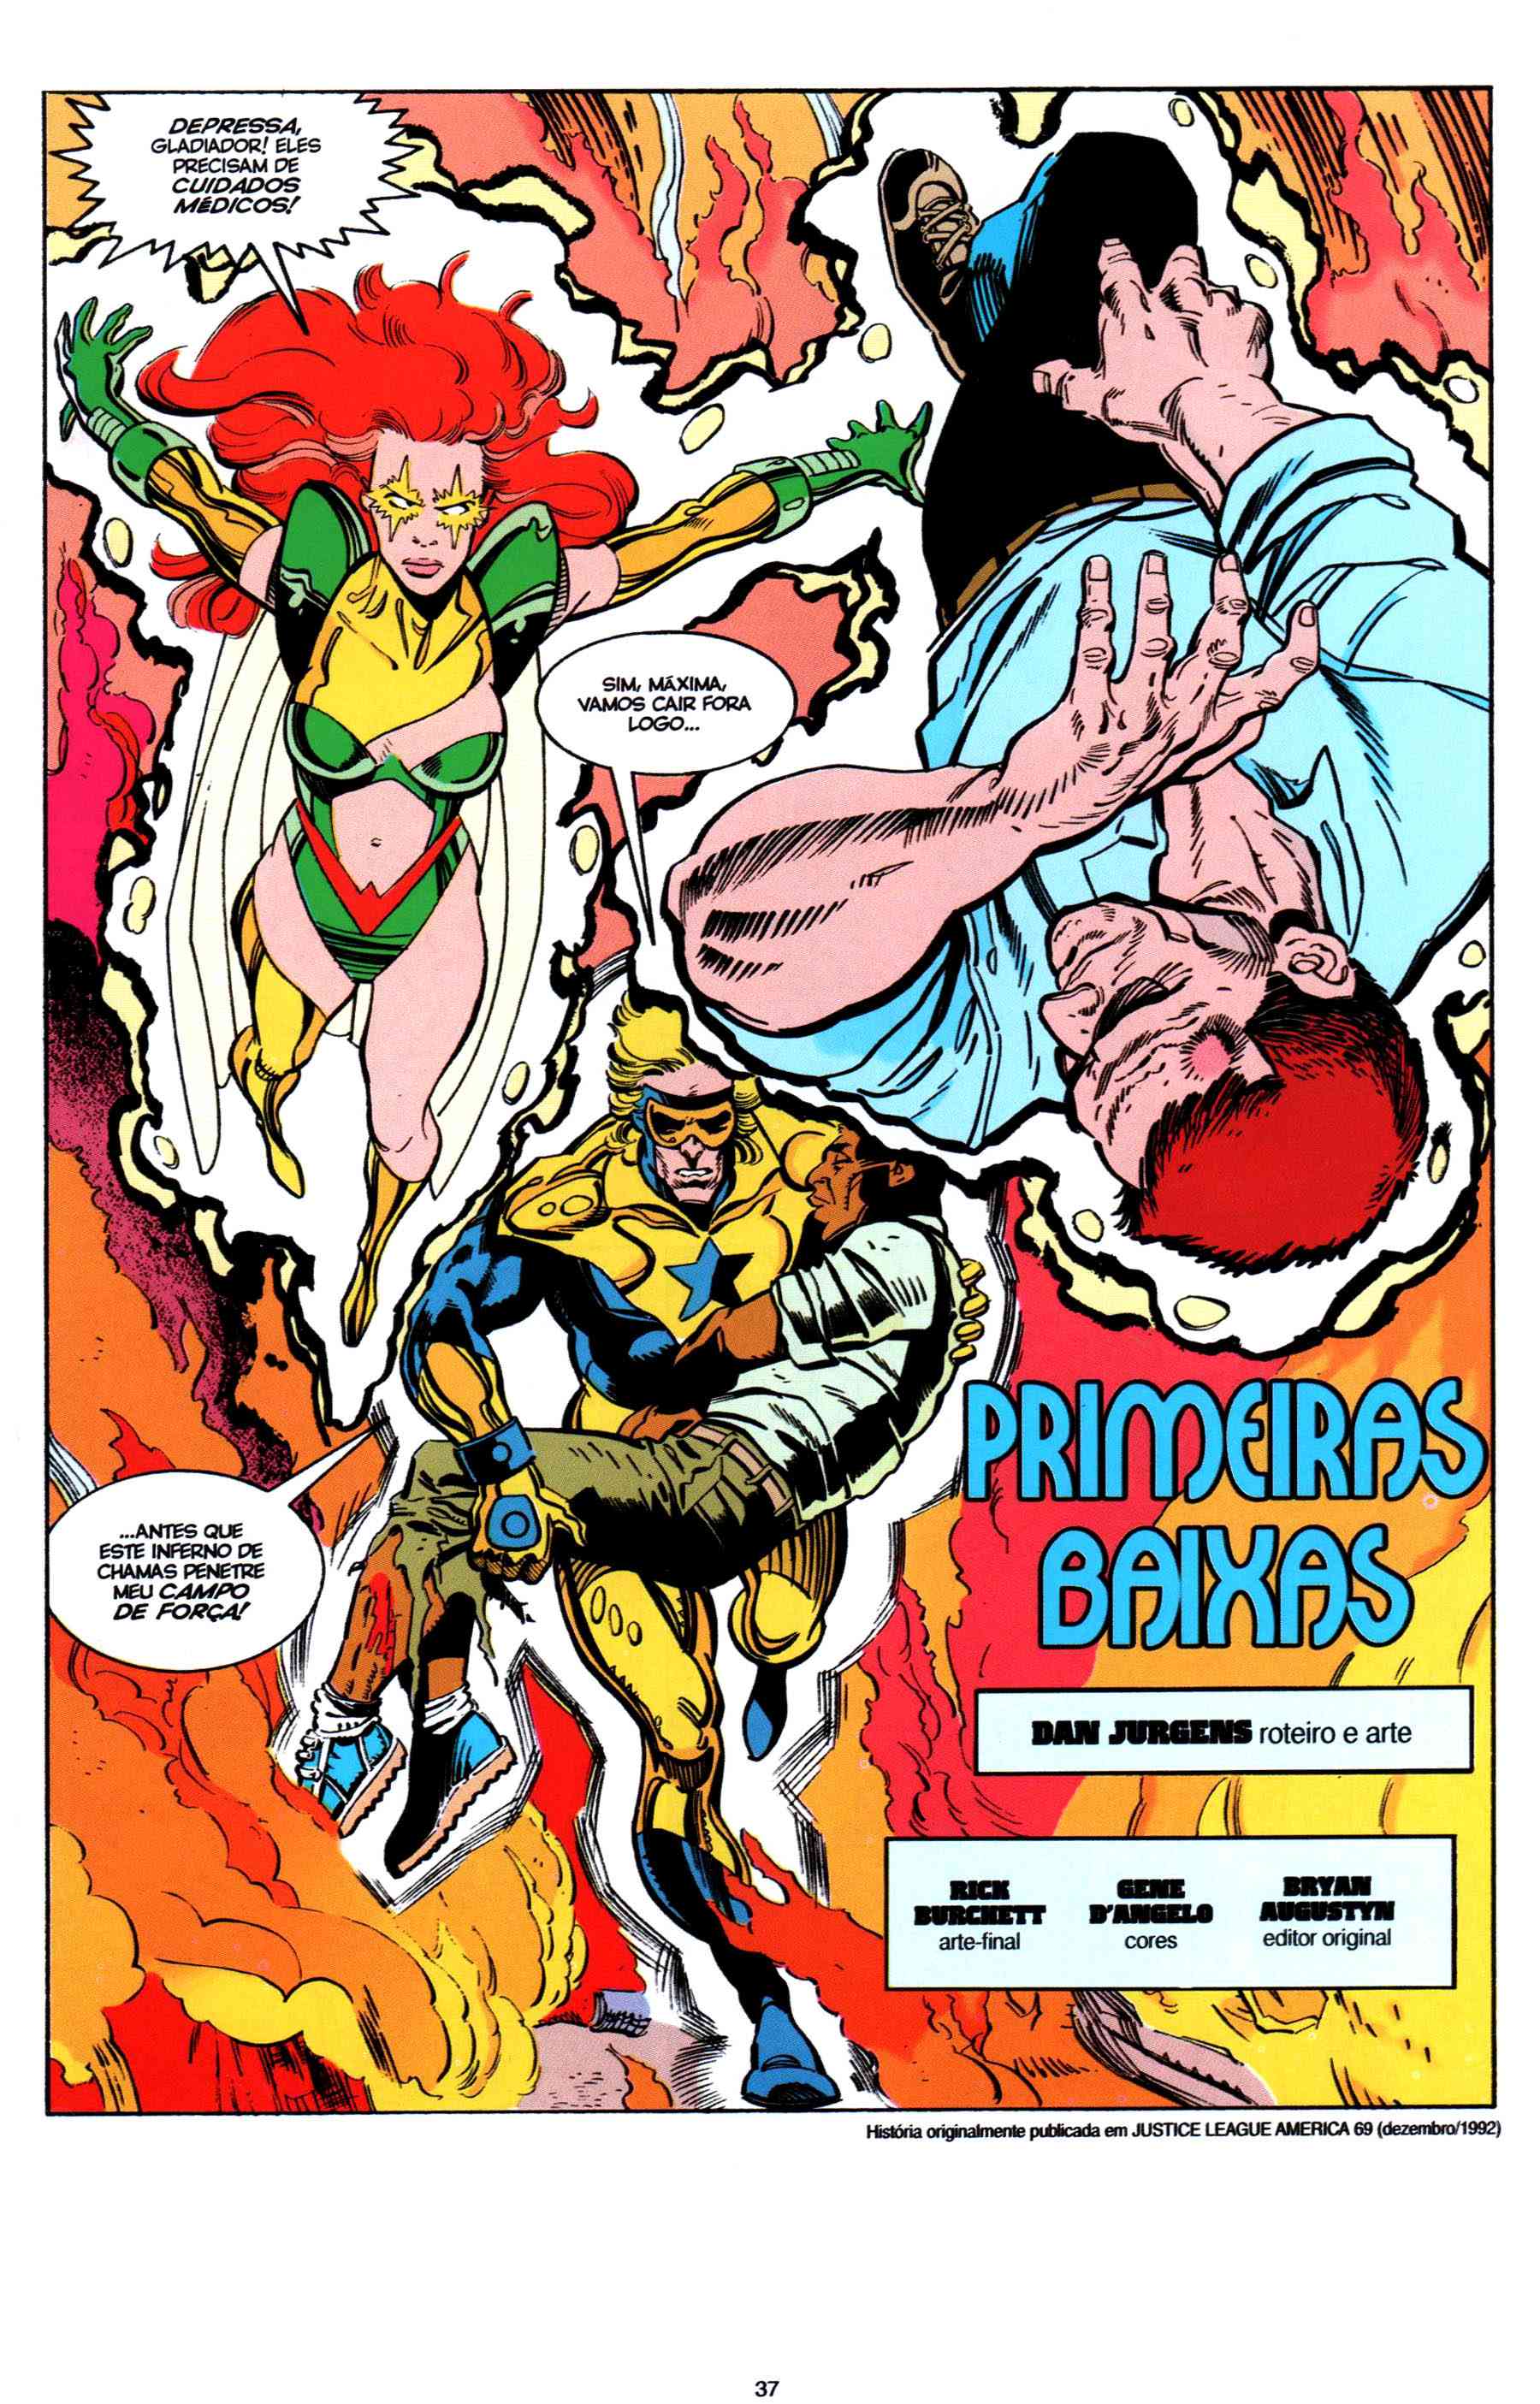 DEPRESSA,
GLADIADOR! ELES
PRECISAM DE
CUIDADOS
MÉDICOS!
SIM, MÁXIMA,
VAMOS CAIR FORA
LOGO...
...ANTES QUE
ESTE INFERNO DE
CHAMAS PENETRE
MEU CAMPO
DE FORÇA!
PRIMEIRAS
BAIXAS
DAN JURGENS roteiro e arte
RICK
BURCHETT
arte-final
GENE
D'ANGELO
cores
BRYAN
AUGUSTYN
editor original
História originalmente publicada em JUSTICE LEAGUE AMERICA 69 (dezembro/1992)
37